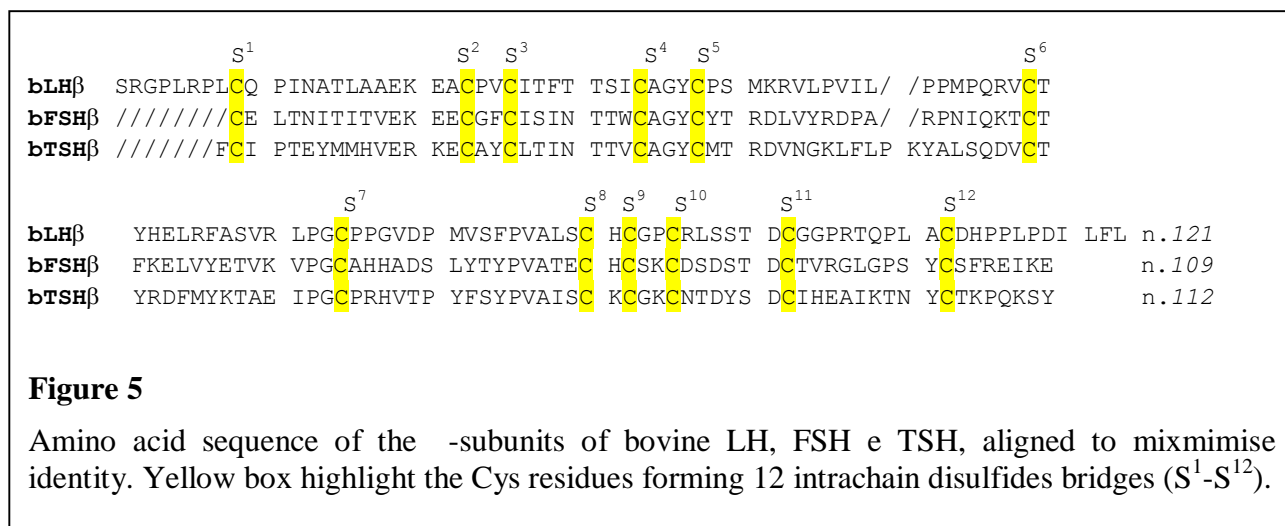 S¹ S² S³ S⁴ S⁵ S⁶
bLHβ SRGPLRPLCQ PINATLAAEK EACPVCITFT TSICAGYCPS MKRVLPVIL/ /PPMPQRVCT
bFSHβ ////////CE LTNITITVEK EECGFCISIN TTWCAGYCYT RDLVYRDPA/ /RPNIQKTCT
bTSHβ ///////FCI PTEYMMHVER KECAYCLTIN TTVCAGYCMT RDVNGKLFLP KYALSQDVCT
S⁷ S⁸ S⁹ S¹⁰ S¹¹ S¹²
bLHβ YHELRFASVR LPGCPPGVDP MVSFPVALSC HCGPCRLSST DCGGPRTQPL ACDHPPLPDI LFL n.121
bFSHβ FKELVYETVK VPGCAHHADS LYTYPVATEC HCSKCDSDST DCTVRGLGPS YCSFREIKE n.109
bTSHβ YRDFMYKTAE IPGCPRHVTP YFSYPVAISC KCGKCNTDYS DCIHEAIKTN YCTKPQKSY n.112
Figure 5
Amino acid sequence of the -subunits of bovine LH, FSH e TSH, aligned to mixmimise
identity. Yellow box highlight the Cys residues forming 12 intrachain disulfides bridges (S¹-S¹²).